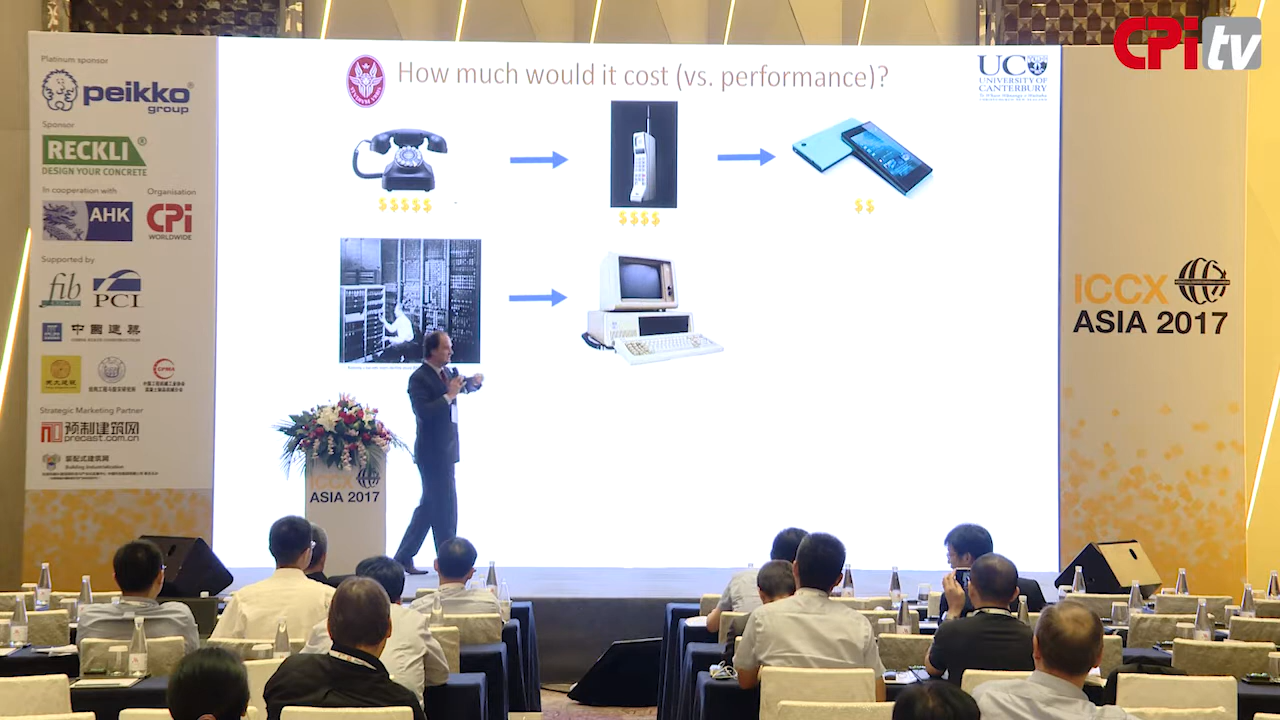 CPi tv
Platinum sponsor
peikko®
group
Sponsor
RECKLI®
DESIGN YOUR CONCRETE
In cooperation with
Organisation
AHK
CPi
WORLDWIDE
Supported by
fib
PCI
中國建築
Strategic Marketing Partner
预制建筑网
precast.com.cn
Building Industrialization
How much would it cost (vs. performance)?
UC
UNIVERSITY OF
CANTERBURY
$$$$$
$$$$
$$
ICCX
ASIA 2017
ICCX
ASIA 2017